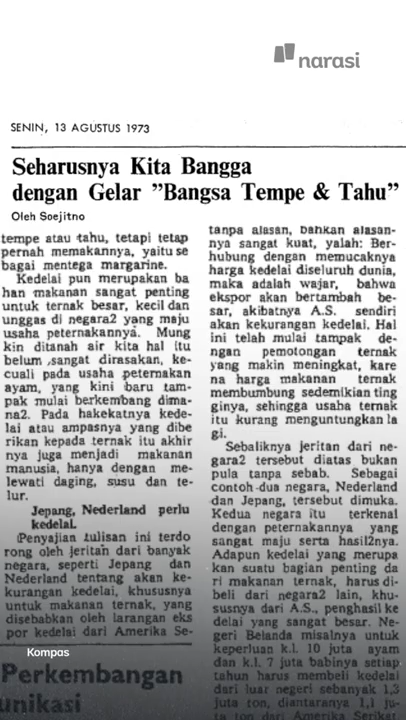 narasi
SENIN, 13 AGUSTUS 1973
Seharusnya Kita Bangga
dengan Gelar "Bangsa Tempe & Tahu"
Oleh Soejitno
tempe atau tahu, tetapi tetap
pernah memakannya, yaitu se
bagai mentega margarine.
Kedelai pun merupakan ba
han makanan sangat penting
untuk ternak besar, kecil dan
unggas di negara2 yang maju
usaha peternakannya. Mung
kin ditanah air kita hal itu
belum sangat dirasakan, ke-
cuali pada usaha peternakan
ayam, yang kini baru tam-
pak mulai berkembang dima-
na2. Pada hakekatnya kede-
lai atau ampasnya yang dibe
rikan kepada ternak itu akhir
nya juga menjadi makanan
manusia, hanya dengan me-
lewati daging, susu dan te-
lur.
Jepang, Nederland perlu
kedelai.
(Penyajian tulisan ini terdo
rong oleh jeritan dari banyak
negara, seperti Jepang dan
Nederland tentang akan ke-
kurangan kedelai, khususnya
untuk makanan ternak, yang
disebabkan oleh larangan eks
por kedelai dari Amerika Se-
Kompas
Perkembangan
unikasi
tanpa alasan, bahkan alasan-
nya sangat kuat, yalah: Ber-
hubung dengan memucaknya
harga kedelai diseluruh dunia,
maka adalah wajar, bahwa
ekspor akan bertambah be-
sar, akibatnya A.S. sendiri
akan kekurangan kedelai. Hal
ini telah mulai tampak de-
ngan pemotongan ternak
yang makin meningkat, kare
na harga makanan ternak
membumbung sedemikian ting
ginya, sehingga usaha ternak
itu kurang menguntungkan la
gi.
Sebaliknya jeritan dari ne-
gara2 tersebut diatas bukan
pula tanpa sebab. Sebagai
contoh dua negara, Nederland
dan Jepang, tersebut dimuka.
Kedua negara itu terkenal
dengan peternakannya yang
sangat maju serta hasil2nya.
Adapun kedelai yang merupa
kan suatu bagian penting da
ri makanan ternak, harus di-
beli dari negara2 lain, khu-
susnya dari A.S., penghasil ke
delai yang sangat besar. Ne-
geri Belanda misalnya untuk
keperluan k.l. 10 juta ayam
dan k.l. 7 juta babinya setiap
tahun harus membeli kedelai
dari luar negeri sebanyak 1,3
juta ton, diantaranya 1,1 ju-
ta ton dari Amerika Serikat